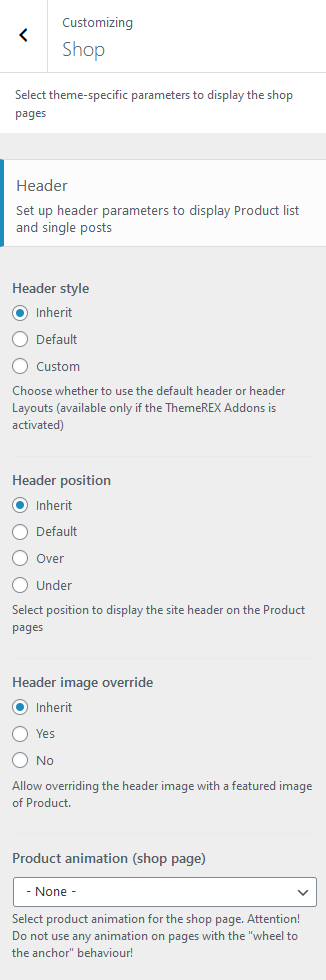 Customizing
Shop
Select theme-specific parameters to display the shop
pages
Header
Set up header parameters to display Product list
and single posts
Header style
Inherit
Default
Custom
Choose whether to use the default header or header
Layouts (available only if the ThemeREX Addons is
activated)
Header position
Inherit
Default
Over
Under
Select position to display the site header on the Product
pages
Header image override
Inherit
Yes
No
Allow overriding the header image with a featured image
of Product.
Product animation (shop page)
- None -
Select product animation for the shop page. Attention!
Do not use any animation on pages with the "wheel to
the anchor" behaviour!